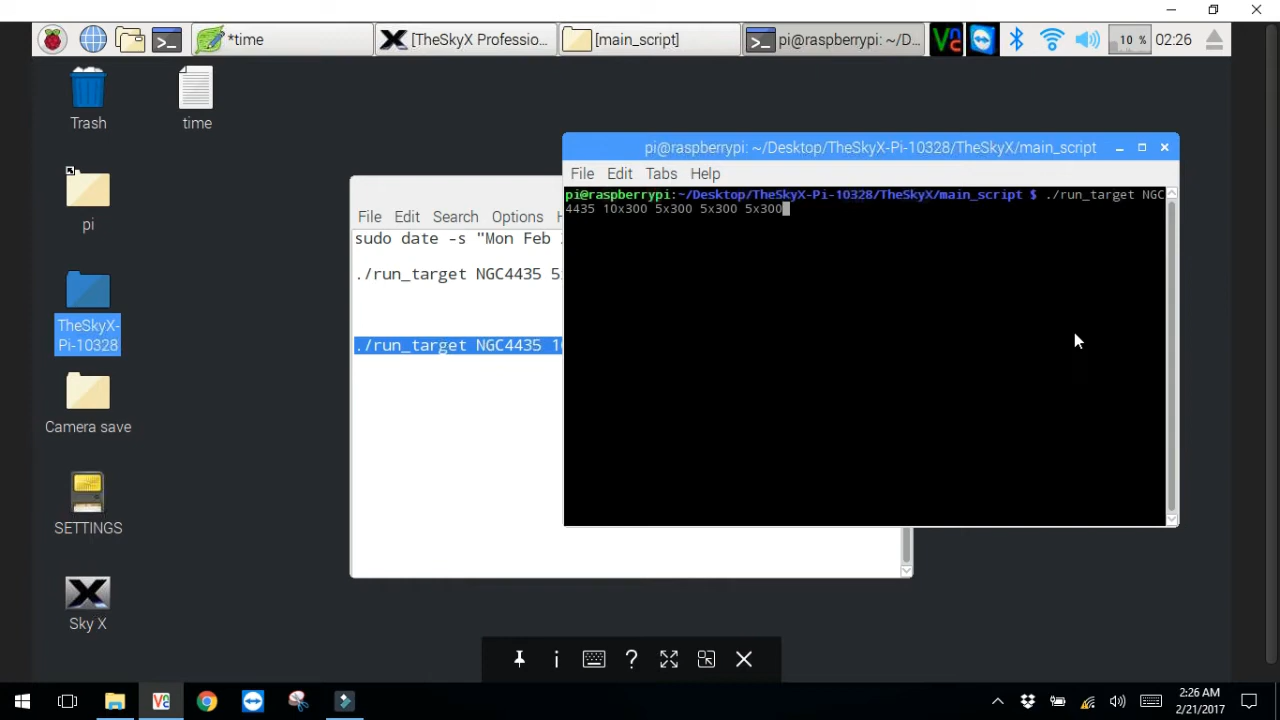 *time
[TheSkyX Professio...
[main_script]
pi@raspberrypi: ~/D...
10 %
02:26
Trash
time
pi
TheSkyX-
Pi-10328
Camera save
SETTINGS
Sky X
File Edit Search Options
sudo date -s "Mon Feb
./run_target NGC4435 5
./run_target NGC4435 1
pi@raspberrypi: ~/Desktop/TheSkyX-Pi-10328/TheSkyX/main_script
File Edit Tabs Help
pi@raspberrypi:~/Desktop/TheSkyX-Pi-10328/TheSkyX/main_script $ ./run_target NGC
4435 10x300 5x300 5x300 5x300
2:26 AM
2/21/2017